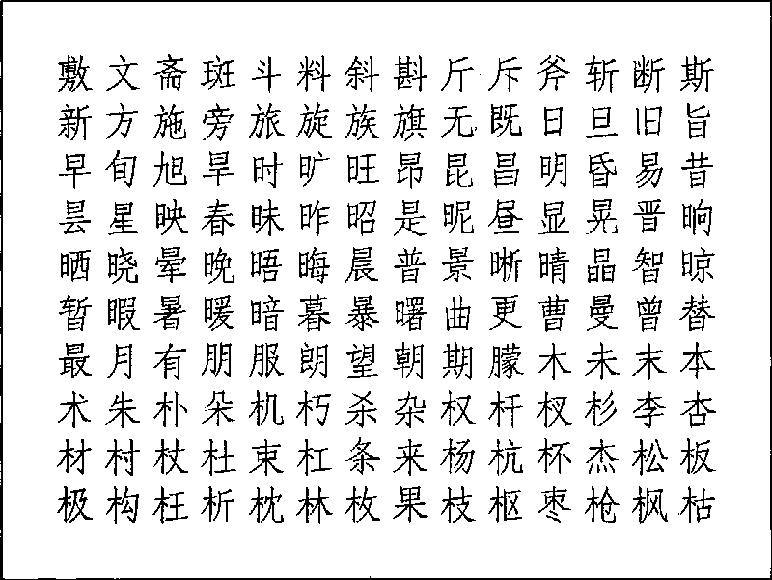 敷文斋斑斗料斜斟斤斥斧斩断斯
新方施旁旅旋族旗无既日旦旧旨
早旬旭旱时旷旺昂昆昌明昏易昔
昙星映春昧昨昭是昵昼显晃晋晌
晒晓晕晚晤晦晨普景晰晴晶智晾
暂暇暑暖暗暮暴曙曲更曹曼曾替
最月有朋服朗望朝期朦木未末本
术朱朴朵机朽杀杂权杆杈杉李杏
材村杖杜束杠条来杨杭杯杰松板
极构枉析枕林枚果枝枢枣枪枫枯